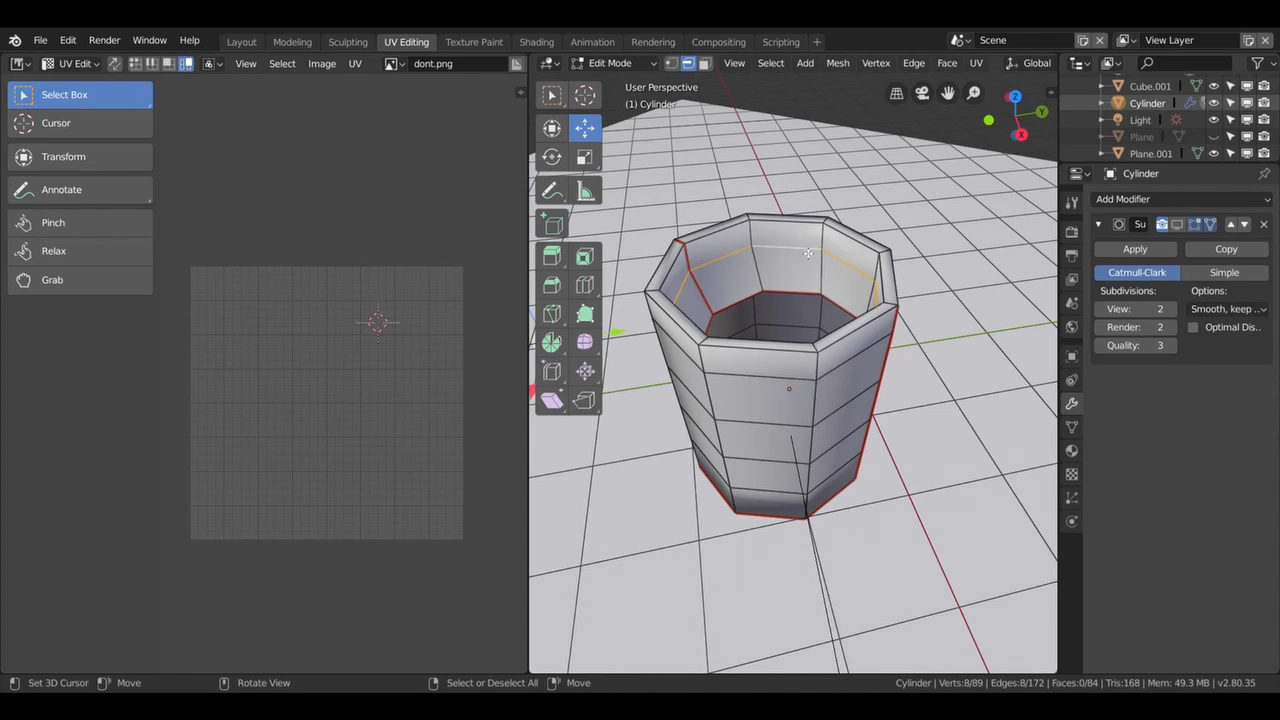 File Edit Render Window Help Layout Modeling Sculpting UV Editing Texture Paint Shading Animation Rendering Compositing Scripting + Scene View Layer
UV Edit View Select Image UV dont.png Edit Mode View Select Add Mesh Vertex Edge Face UV Global
Select Box
Cursor
Transform
Annotate
Pinch
Relax
Grab
User Perspective
(1) Cylinder
Z
Y
X
Cube.001
Cylinder
Light
Plane
Plane.001
Cylinder
Add Modifier
Su
Apply Copy
Catmull-Clark Simple
Subdivisions: Options:
View: 2 Smooth, keep ..
Render: 2 Optimal Dis..
Quality: 3
Set 3D Cursor Move Rotate View Select or Deselect All Move Cylinder | Verts:8/89 | Edges:8/172 | Faces:0/84 | Tris:168 | Mem: 49.3 MB | v2.80.35